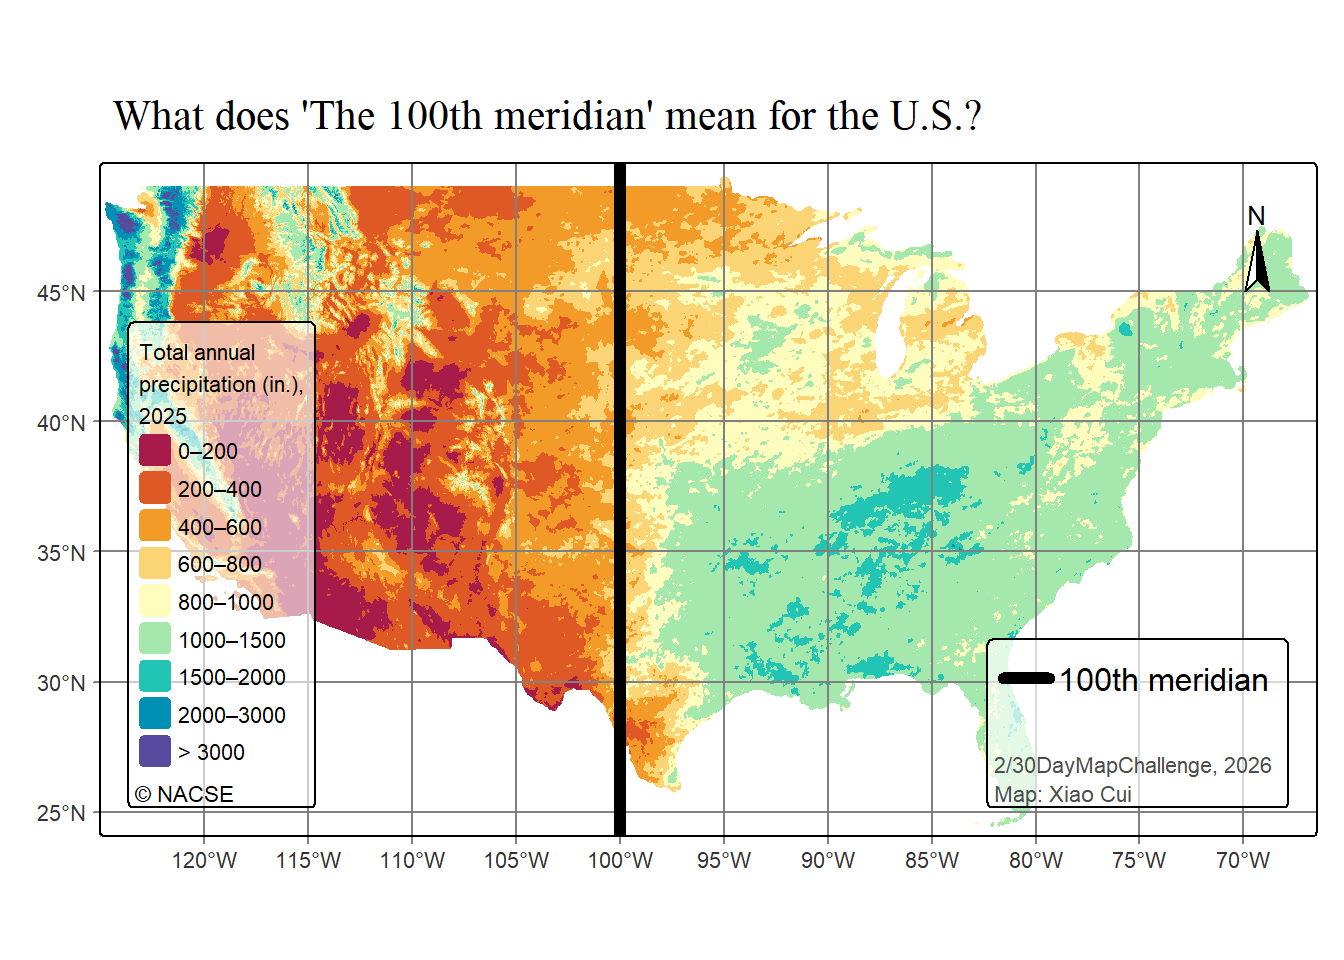 What does 'The 100th meridian' mean for the U.S.?
N
45°N
40°N
35°N
30°N
25°N
Total annual
precipitation (in.),
2025
0–200
200–400
400–600
600–800
800–1000
1000–1500
1500–2000
2000–3000
> 3000
© NACSE
100th meridian
2/30DayMapChallenge, 2026
Map: Xiao Cui
120°W 115°W 110°W 105°W 100°W 95°W 90°W 85°W 80°W 75°W 70°W